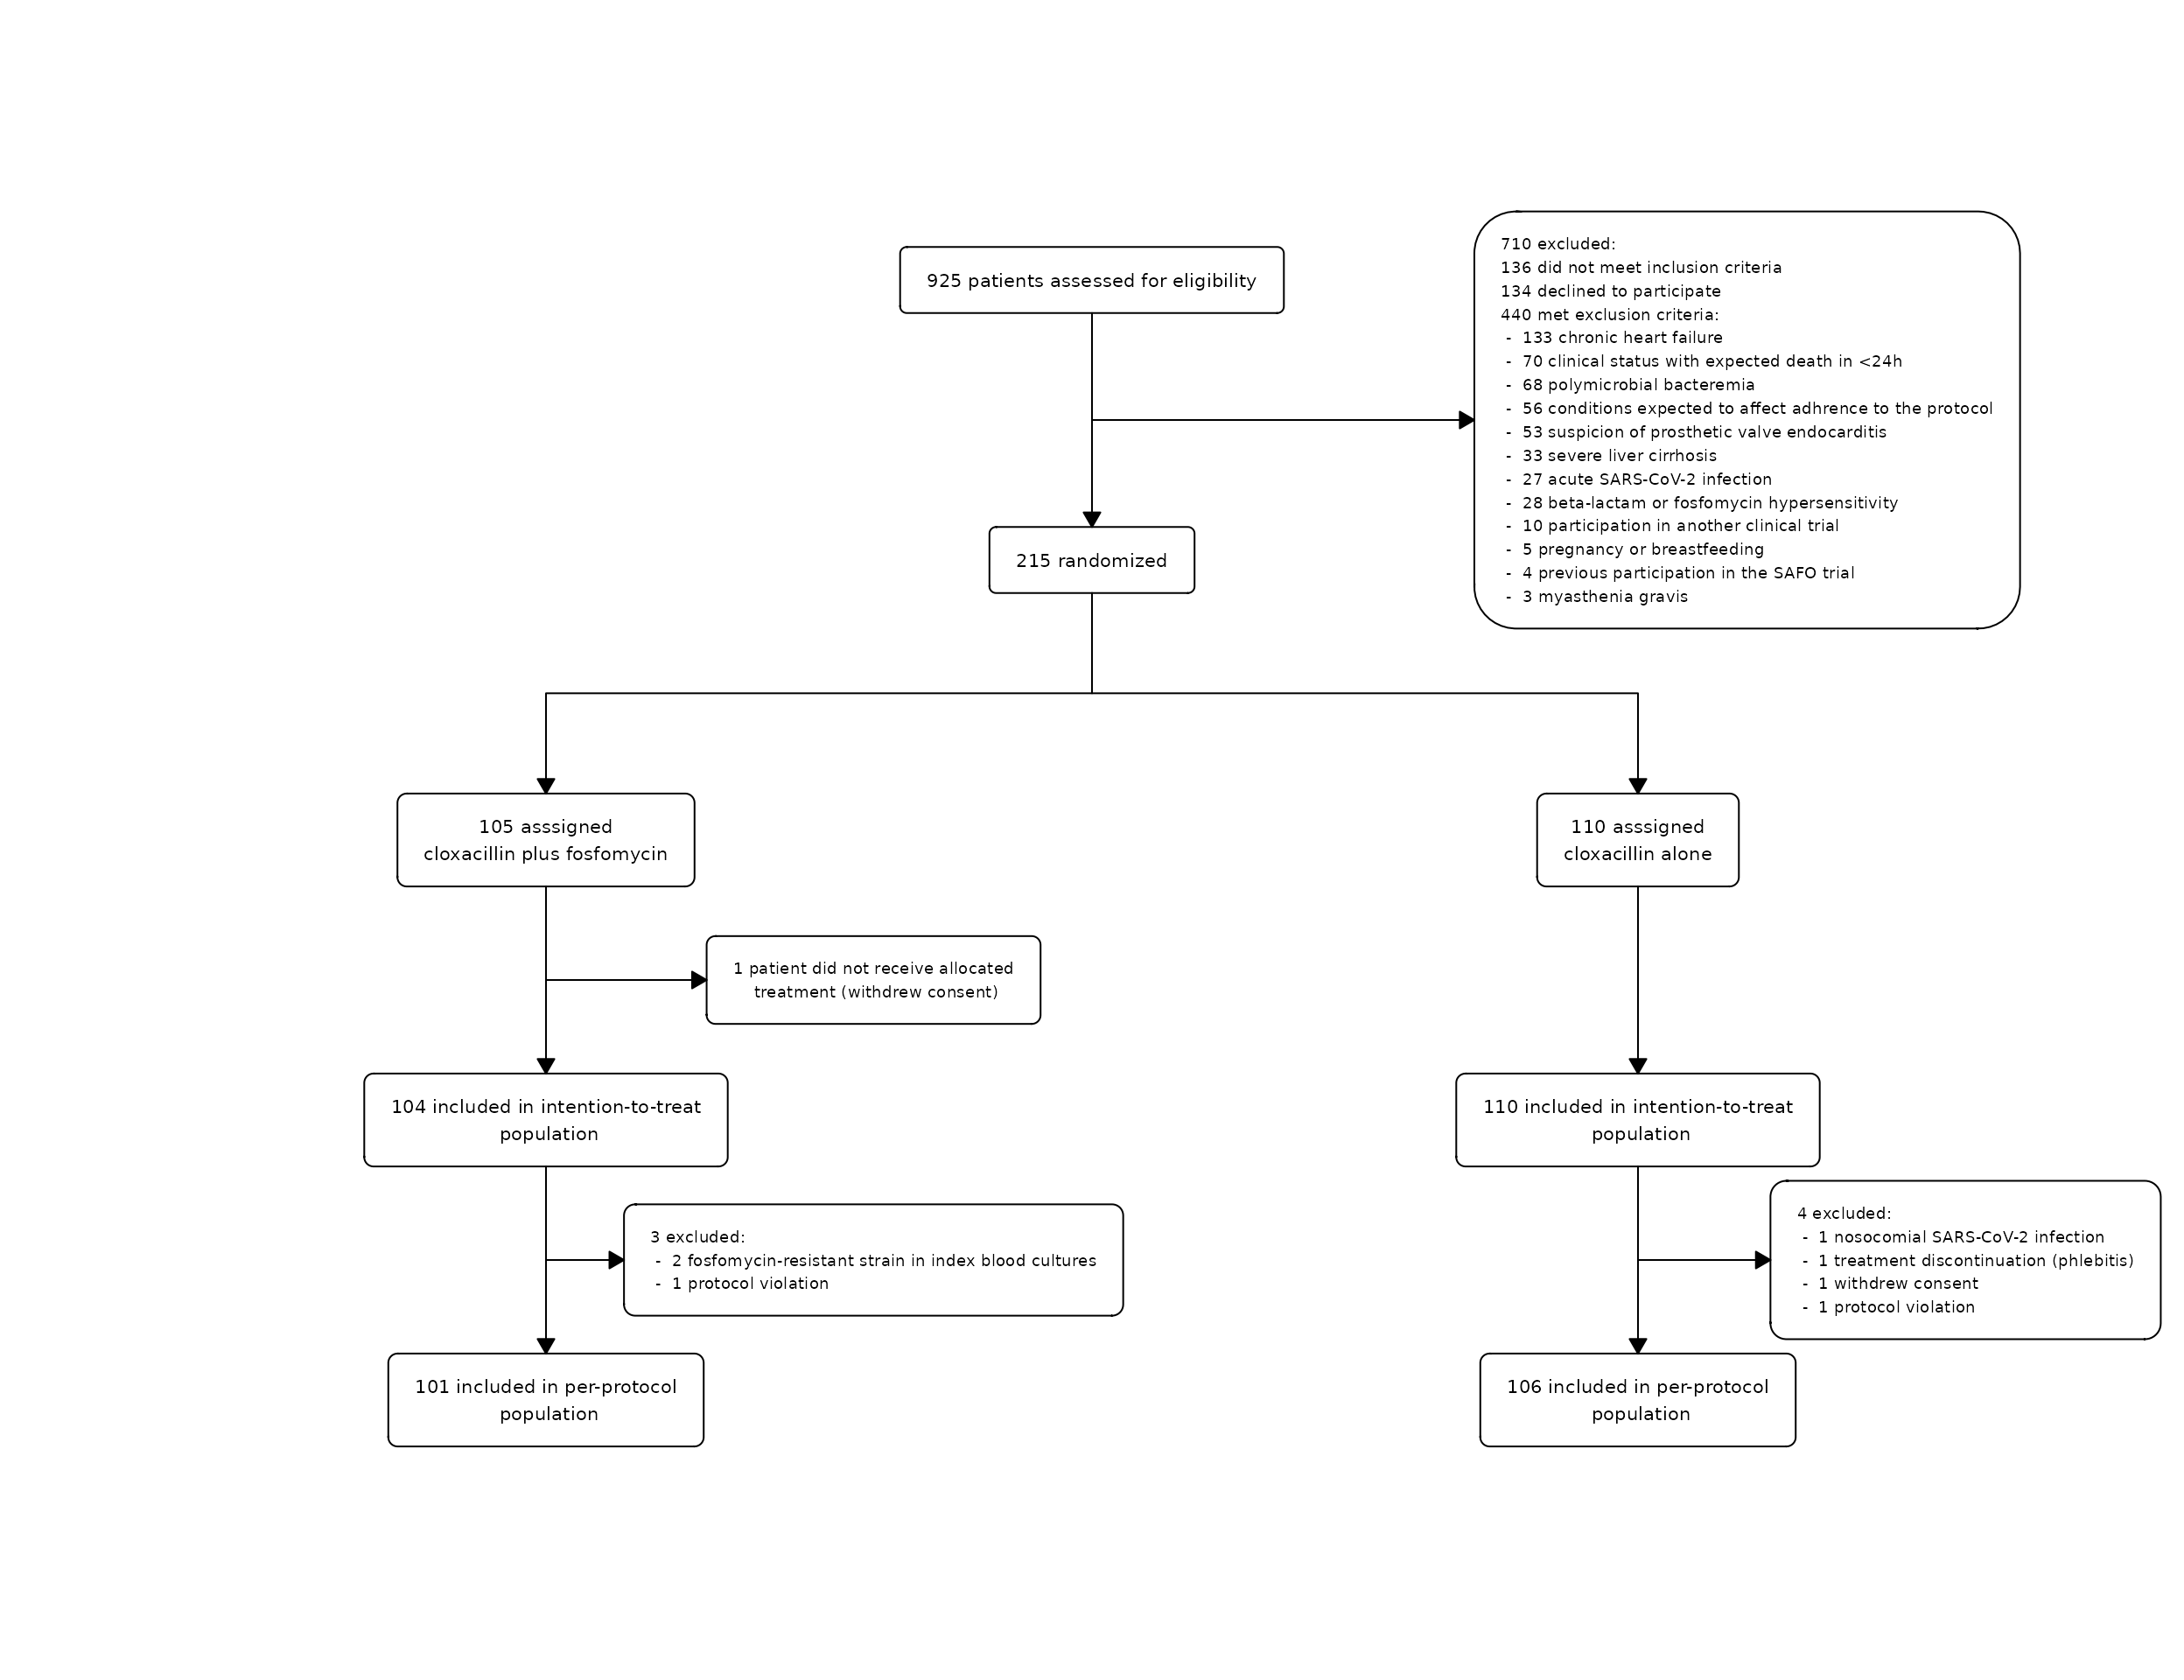 925 patients assessed for eligibility
710 excluded:
136 did not meet inclusion criteria
134 declined to participate
440 met exclusion criteria:
- 133 chronic heart failure
- 70 clinical status with expected death in <24h
- 68 polymicrobial bacteremia
- 56 conditions expected to affect adhrence to the protocol
- 53 suspicion of prosthetic valve endocarditis
- 33 severe liver cirrhosis
- 27 acute SARS-CoV-2 infection
- 28 beta-lactam or fosfomycin hypersensitivity
- 10 participation in another clinical trial
- 5 pregnancy or breastfeeding
- 4 previous participation in the SAFO trial
- 3 myasthenia gravis
215 randomized
105 asssigned
cloxacillin plus fosfomycin
110 asssigned
cloxacillin alone
1 patient did not receive allocated
treatment (withdrew consent)
104 included in intention-to-treat
population
110 included in intention-to-treat
population
3 excluded:
- 2 fosfomycin-resistant strain in index blood cultures
- 1 protocol violation
4 excluded:
- 1 nosocomial SARS-CoV-2 infection
- 1 treatment discontinuation (phlebitis)
- 1 withdrew consent
- 1 protocol violation
101 included in per-protocol
population
106 included in per-protocol
population